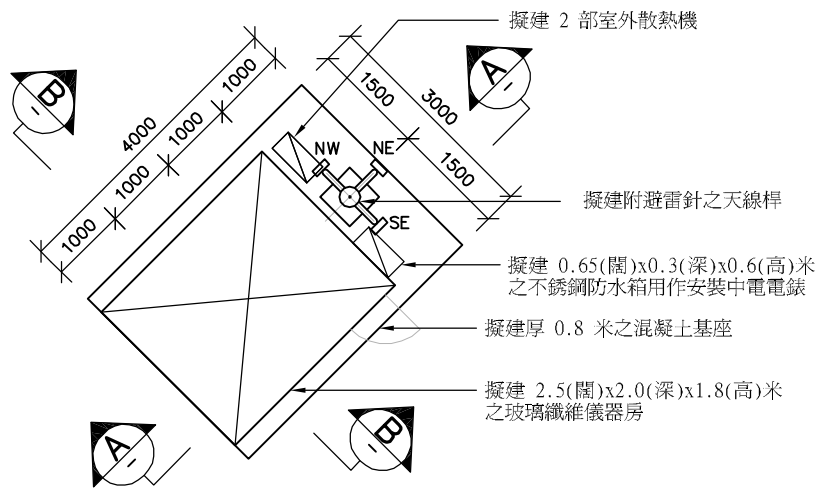 擬建 2 部室外散熱機
A
B
1000
1000
1000
1000
4000
1500
3000
1500
NW
NE
SE
擬建附避雷針之天線桿
擬建 0.65(闊)x0.3(深)x0.6(高)米
之不銹鋼防水箱用作安裝中電電錶
擬建厚 0.8 米之混凝土基座
擬建 2.5(闊)x2.0(深)x1.8(高)米
之玻璃纖維儀器房
A
B